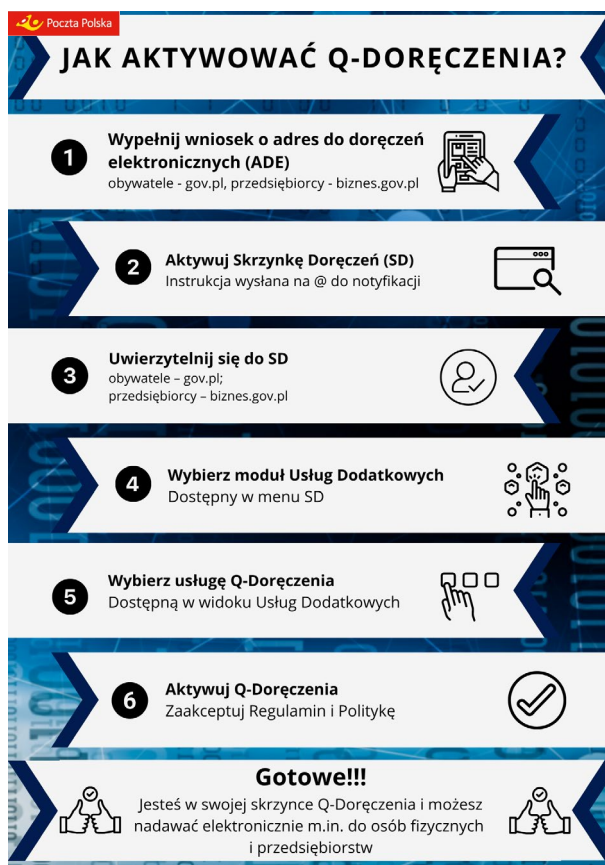 Poczta Polska
JAK AKTYWOWAĆ Q-DORĘCZENIA?
1
Wypełnij wniosek o adres do doręczeń
elektronicznych (ADE)
obywatele - gov.pl, przedsiębiorcy - biznes.gov.pl
2
Aktywuj Skrzynkę Doręczeń (SD)
Instrukcja wysłana na @ do notyfikacji
3
Uwierzytelnij się do SD
obywatele – gov.pl;
przedsiębiorcy – biznes.gov.pl
4
Wybierz moduł Usług Dodatkowych
Dostępny w menu SD
5
Wybierz usługę Q-Doręczenia
Dostępną w widoku Usług Dodatkowych
6
Aktywuj Q-Doręczenia
Zaakceptuj Regulamin i Politykę
Gotowe!!!
Jesteś w swojej skrzynce Q-Doręczenia i możesz
nadawać elektronicznie m.in. do osób fizycznych
i przedsiębiorstw